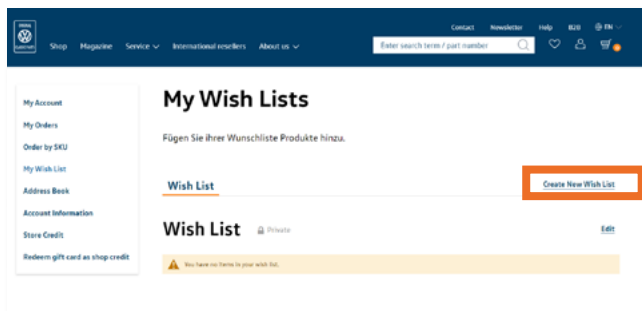 Contact Newsletter Help B2B EN
Shop Magazine Service International resellers About us
Enter search term / part number
My Account
My Orders
Order by SKU
My Wish List
Address Book
Account Information
Store Credit
Redeem gift card as shop credit
My Wish Lists
Fügen Sie ihrer Wunschliste Produkte hinzu.
Wish List
Create New Wish List
Wish List Private
Edit
You have no items in your wish list.